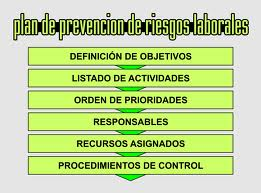 plan de prevencion de riesgos laborales
DEFINICIÓN DE OBJETIVOS
LISTADO DE ACTIVIDADES
ORDEN DE PRIORIDADES
RESPONSABLES
RECURSOS ASIGNADOS
PROCEDIMIENTOS DE CONTROL